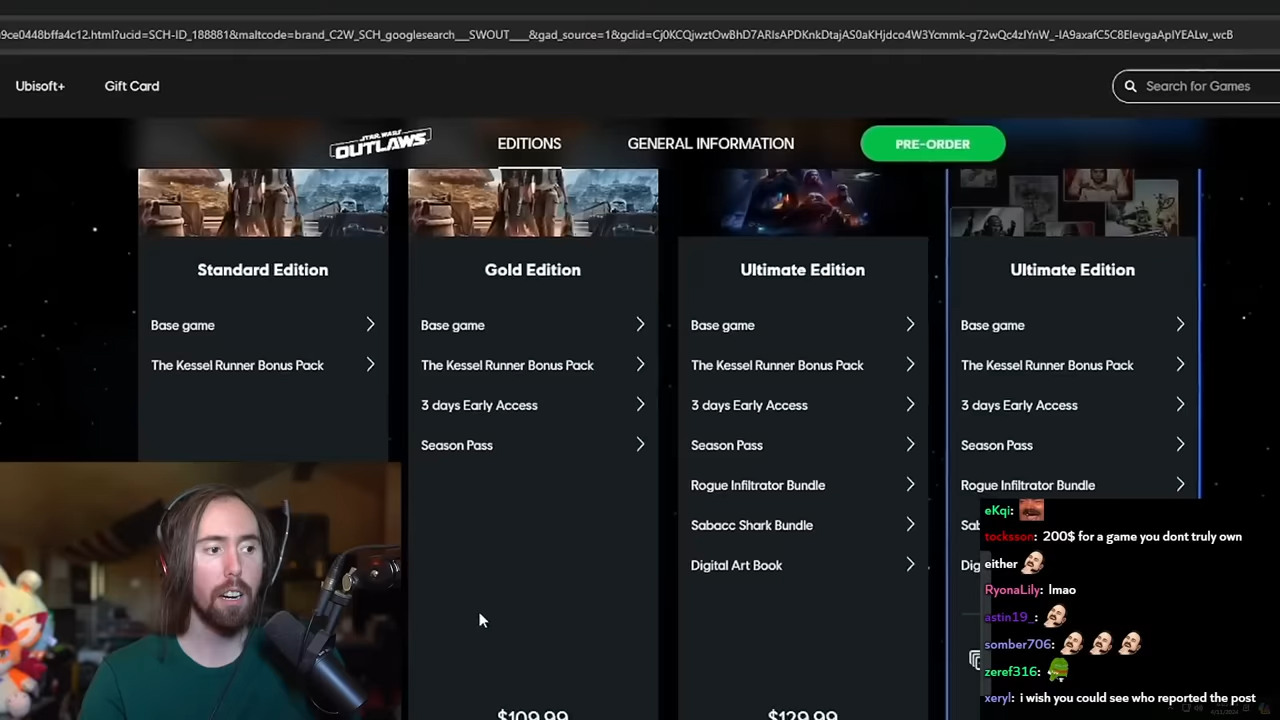 9ce0448bffa4c12.html?ucid=SCH-ID_188881&maltcode=brand_C2W_SCH_googlesearch__SWOUT___&gad_source=1&gclid=Cj0KCQjwztOwBhD7ARIsAPDKnkDtajAS0aKHjdco4W3Ycmmk-g72wQc4zIYnW_-lA9axafC5C8ElevgaAplYEALw_wcB
Ubisoft+
Gift Card
Search for Games
STAR WARS
OUTLAWS
EDITIONS
GENERAL INFORMATION
PRE-ORDER
Standard Edition
Base game
The Kessel Runner Bonus Pack
Gold Edition
Base game
The Kessel Runner Bonus Pack
3 days Early Access
Season Pass
$109.99
Ultimate Edition
Base game
The Kessel Runner Bonus Pack
3 days Early Access
Season Pass
Rogue Infiltrator Bundle
Sabacc Shark Bundle
Digital Art Book
$129.99
Ultimate Edition
Base game
The Kessel Runner Bonus Pack
3 days Early Access
Season Pass
Rogue Infiltrator Bundle
Sab
Dig
eKqi:
tocksson: 200$ for a game you dont truly own
either
RyonaLily: lmao
astin19_:
somber706:
zeref316:
xeryl: i wish you could see who reported the post